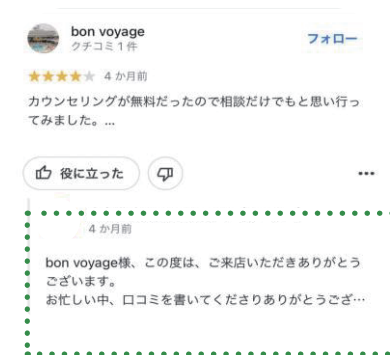 bon voyage
クチコミ 1 件
フォロー
4 か月前
カウンセリングが無料だったので相談だけでもと思い行っ
てみました。...
役に立った
4 か月前
bon voyage様、この度は、ご来店いただきありがとう
ございます。
お忙しい中、口コミを書いてくださりありがとうござ…